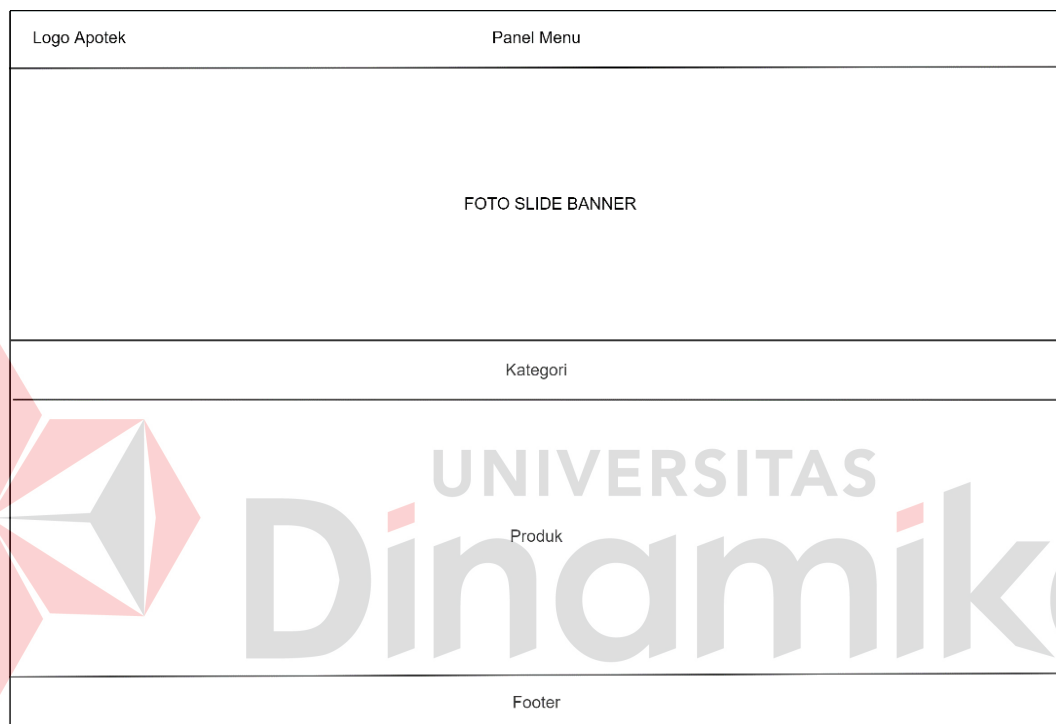 Logo Apotek
Panel Menu
FOTO SLIDE BANNER
Kategori
UNIVERSITAS
Dinamika
Produk
Footer